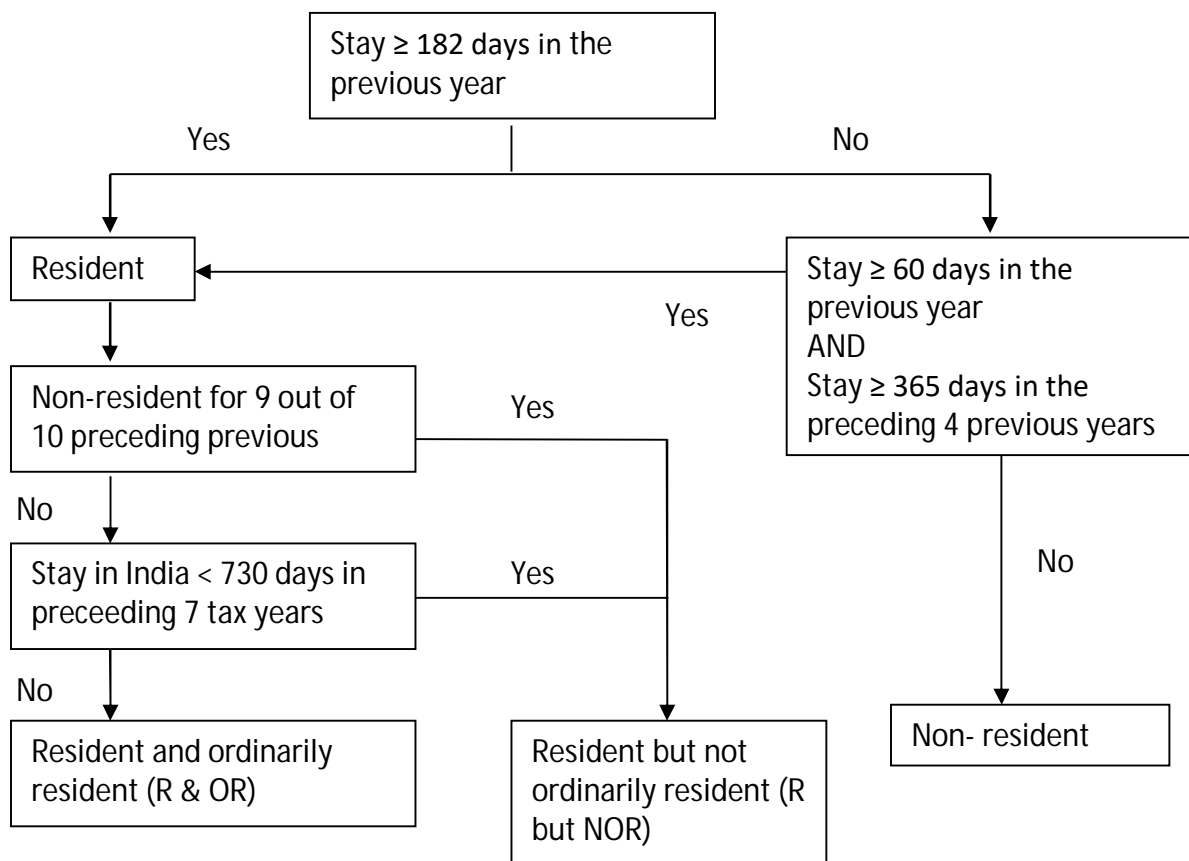 Stay ≥ 182 days in the
previous year
Yes
No
Resident
Stay ≥ 60 days in the
previous year
AND
Stay ≥ 365 days in the
preceding 4 previous years
Yes
Non-resident for 9 out of
10 preceding previous
Yes
No
Stay in India < 730 days in
preceeding 7 tax years
Yes
No
No
Resident and ordinarily
resident (R & OR)
Resident but not
ordinarily resident (R
but NOR)
Non- resident